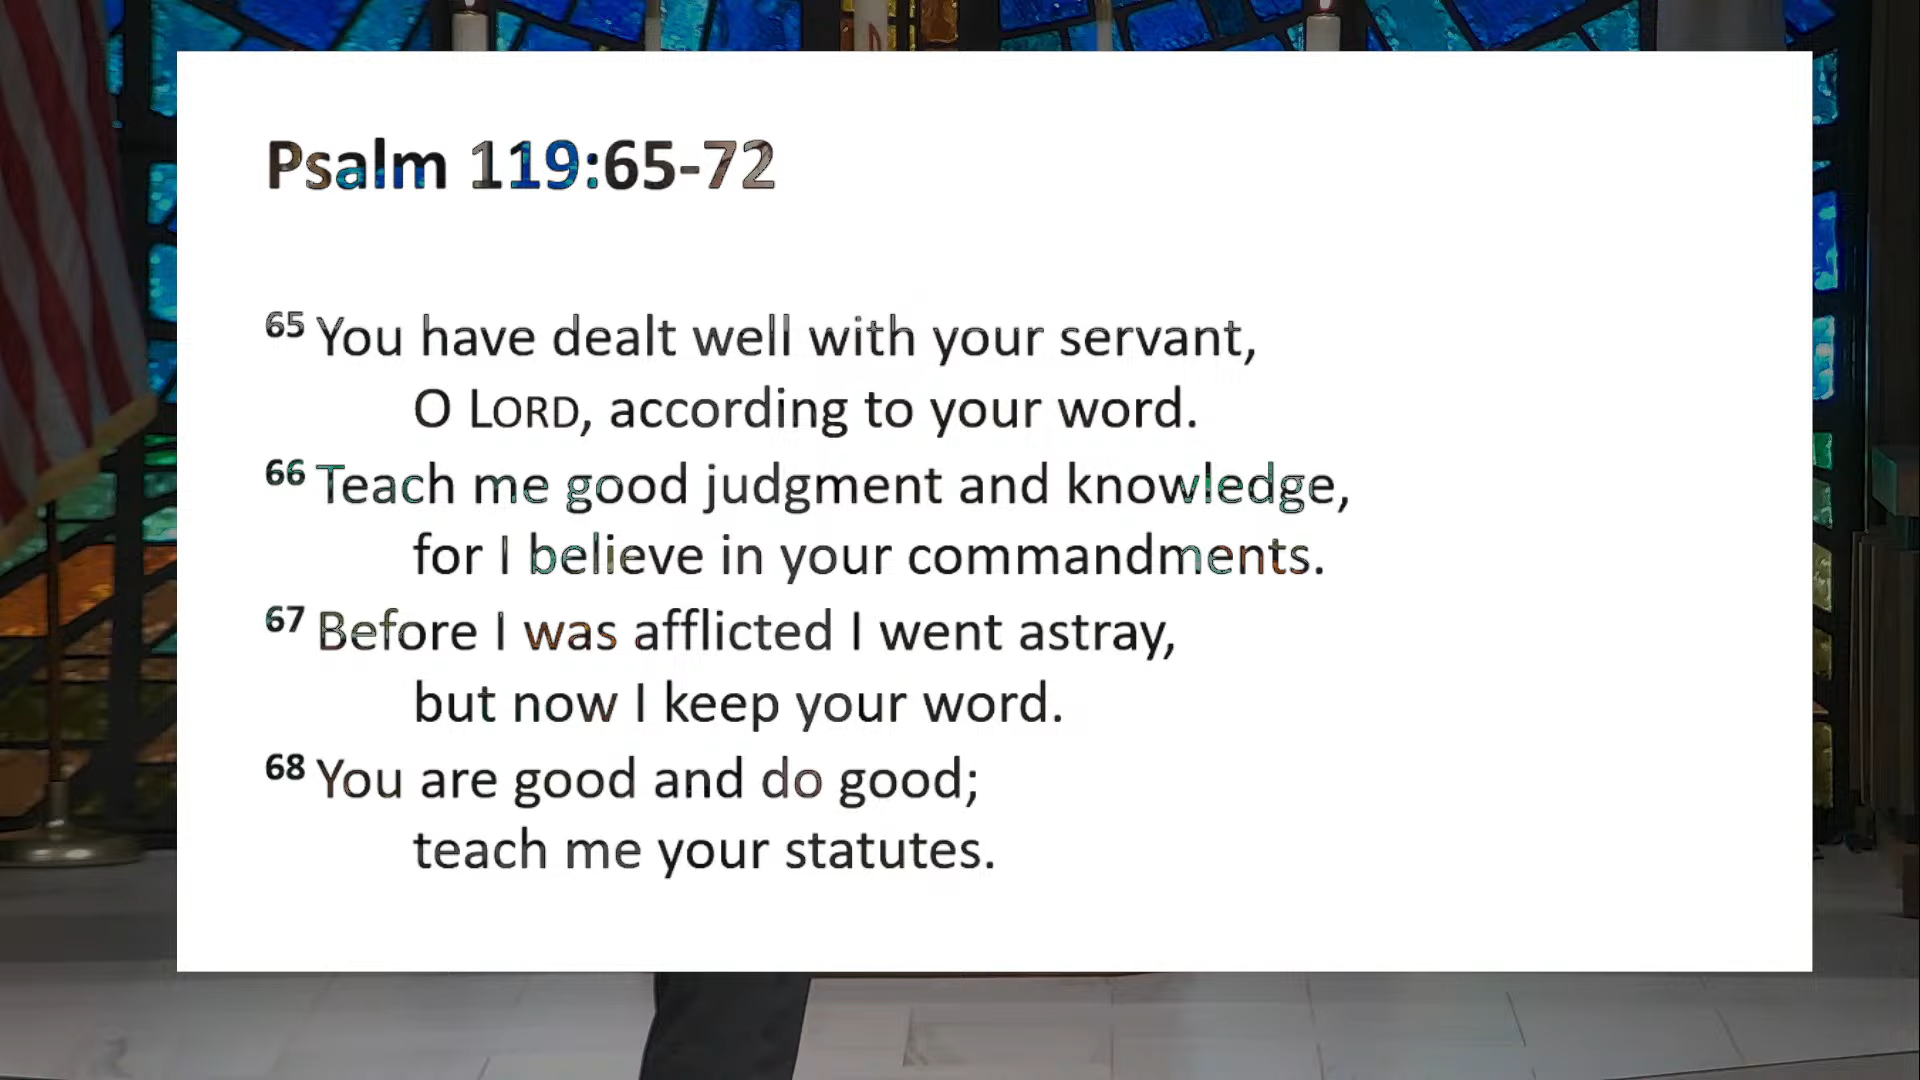 Psalm 119:65-72
65 You have dealt well with your servant,
O LORD, according to your word.
66 Teach me good judgment and knowledge,
for I believe in your commandments.
67 Before I was afflicted I went astray,
but now I keep your word.
68 You are good and do good;
teach me your statutes.